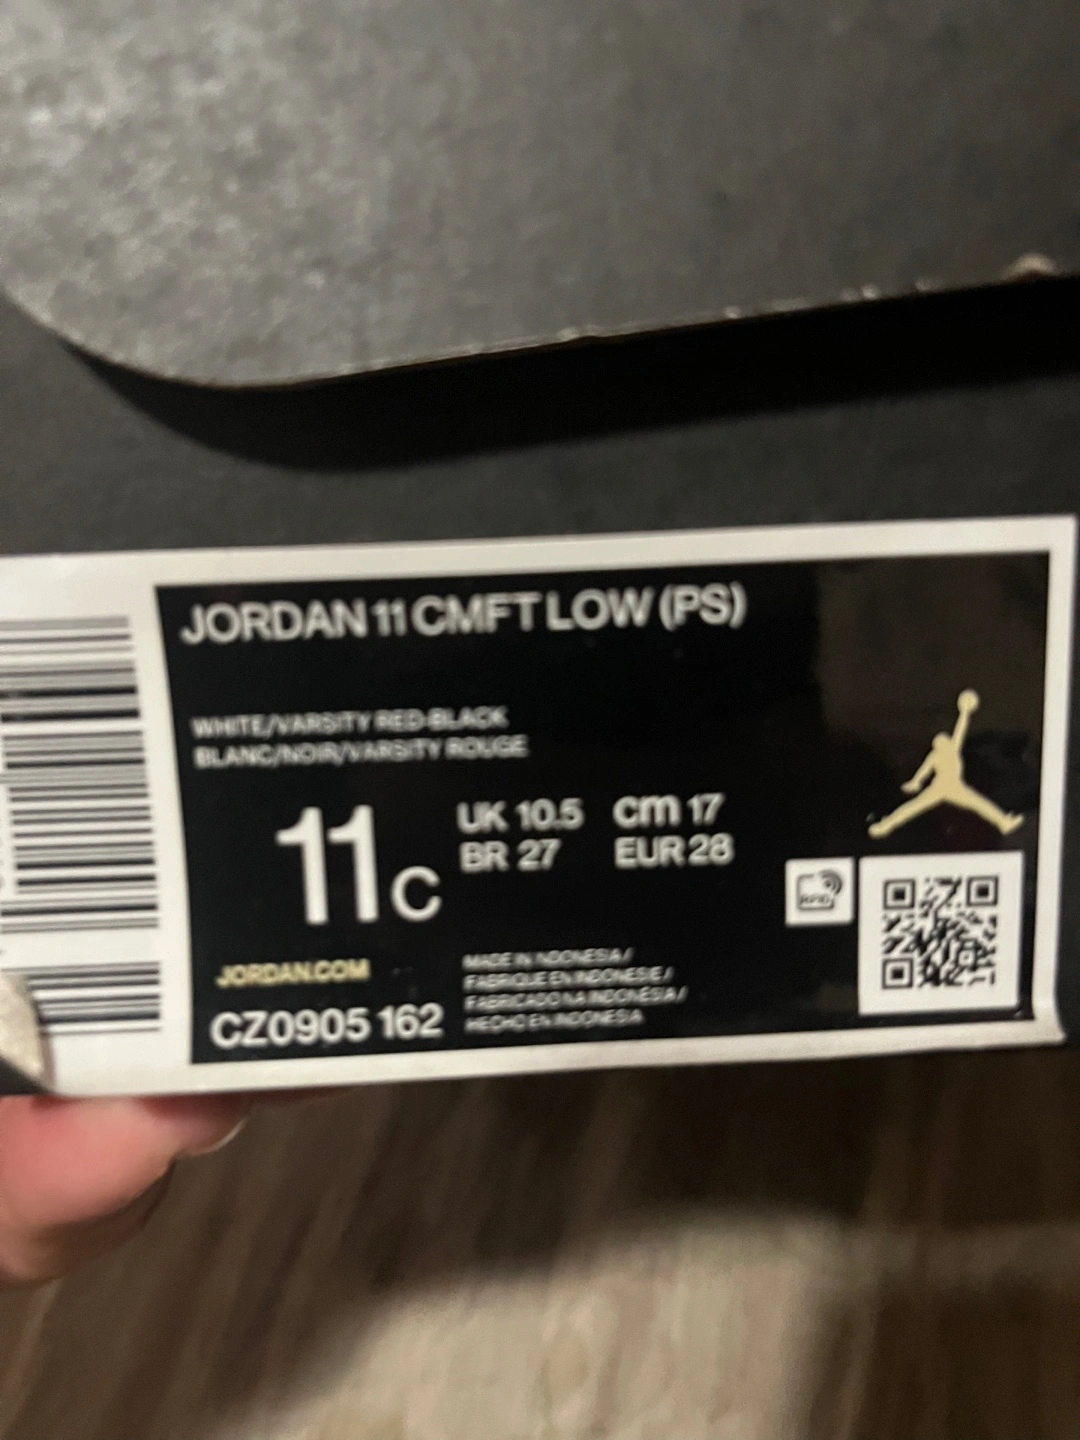 JORDAN 11 CMFT LOW (PS)
WHITE/VARSITY RED-BLACK
BLANC/NOIR/VARSITY ROUGE
11C
UK 10.5 cm 17
BR 27 EUR 28
RFID
JORDAN.COM
CZ0905 162
MADE IN INDONESIA /
FABRIQUE EN INDONESIE /
FABRICADO NA INDONESIA /
HECHO EN INDONESIA